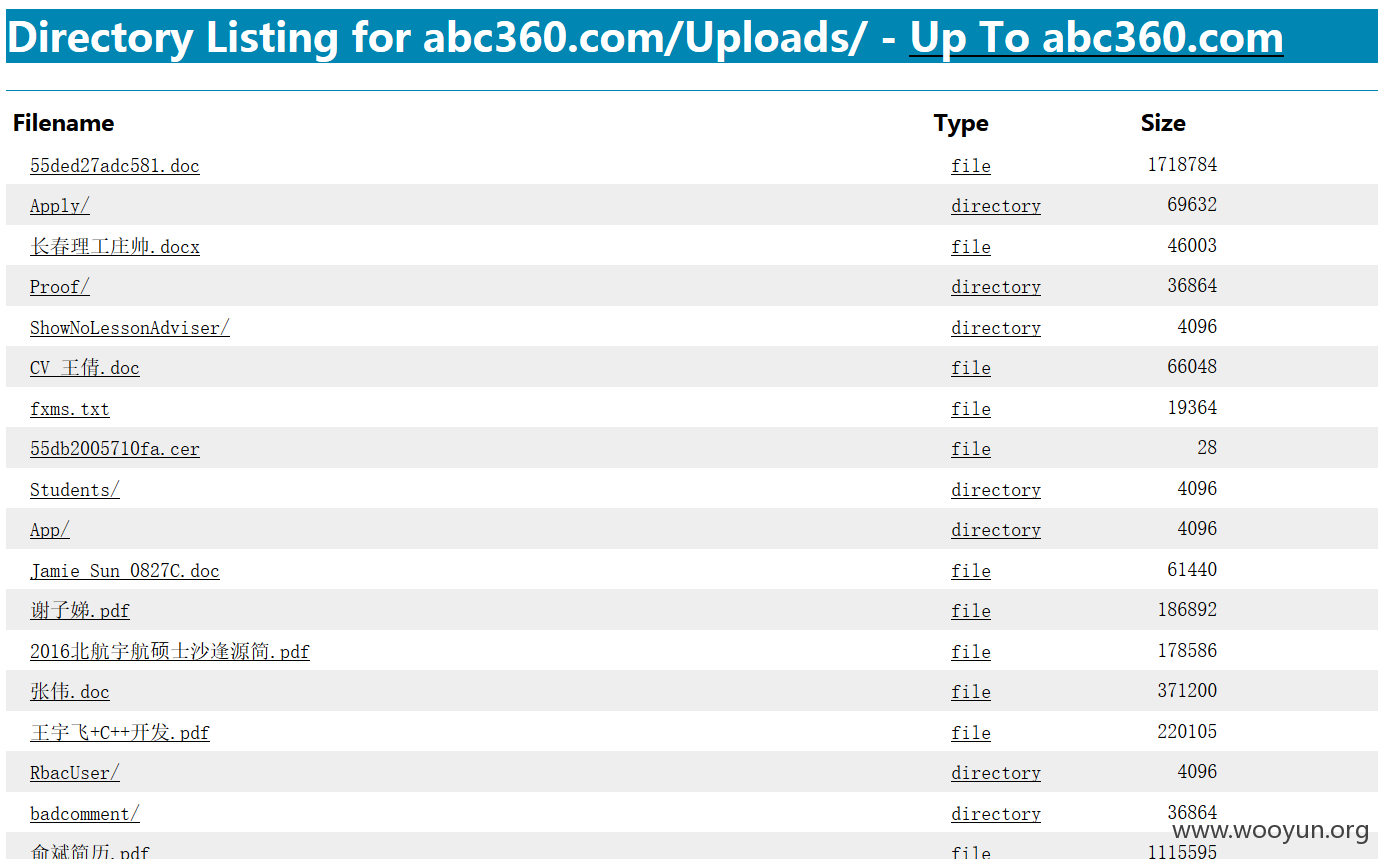 Directory Listing for abc360.com/Uploads/ - Up To abc360.com
Filename Type Size
55ded27adc581.doc file 1718784
Apply/ directory 69632
长春理工庄帅.docx file 46003
Proof/ directory 36864
ShowNoLessonAdviser/ directory 4096
CV 王倩.doc file 66048
fxms.txt file 19364
55db2005710fa.cer file 28
Students/ directory 4096
App/ directory 4096
Jamie Sun 0827C.doc file 61440
谢子娣.pdf file 186892
2016北航宇航硕士沙逢源简.pdf file 178586
张伟.doc file 371200
王宇飞+C++开发.pdf file 220105
RbacUser/ directory 4096
badcomment/ directory 36864
俞斌简历.pdf file 1115595
www.wooyun.org